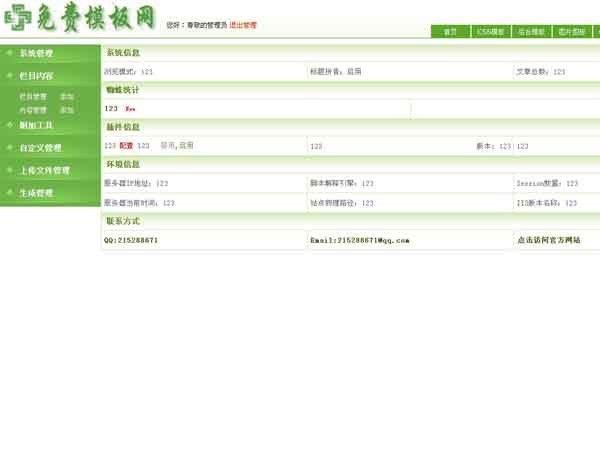 免费模板网
您好：尊敬的管理员 退出管理
首页 CSS模板 后台模板 图片图标
系统管理
栏目内容
栏目管理 添加
内容管理 添加
附加工具
自定义管理
上传文件管理
生成管理
系统信息
浏览模式：123 标题拼音：启用 文章总数：123
蜘蛛统计
123 New
插件信息
123 配置 123 禁用,启用 123 版本：123 123
环境信息
服务器IP地址：123 脚本解释引擎：123 Session数量：123
服务器当前时间：123 站点物理路径：123 IIS版本名称：123
联系方式
QQ:215288671 Email:215288671@qq.com 点击访问官方网站